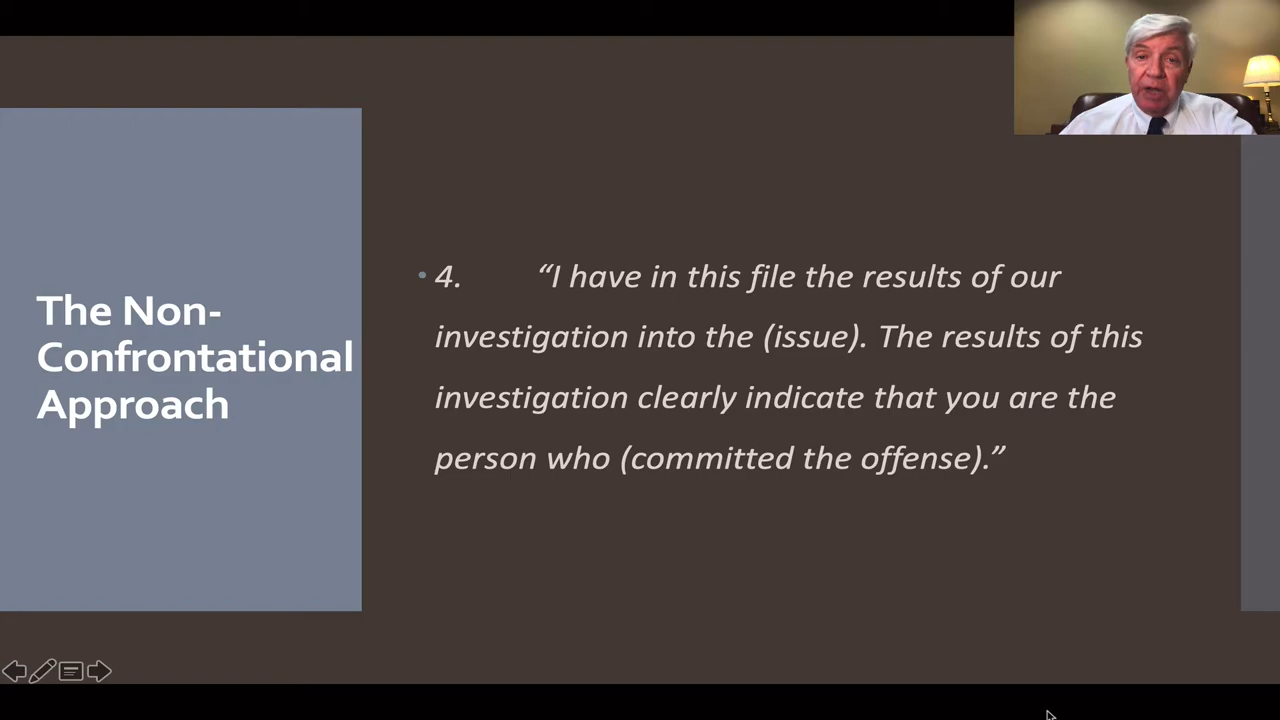 The Non-
Confrontational
Approach
• 4. “I have in this file the results of our
investigation into the (issue). The results of this
investigation clearly indicate that you are the
person who (committed the offense).”